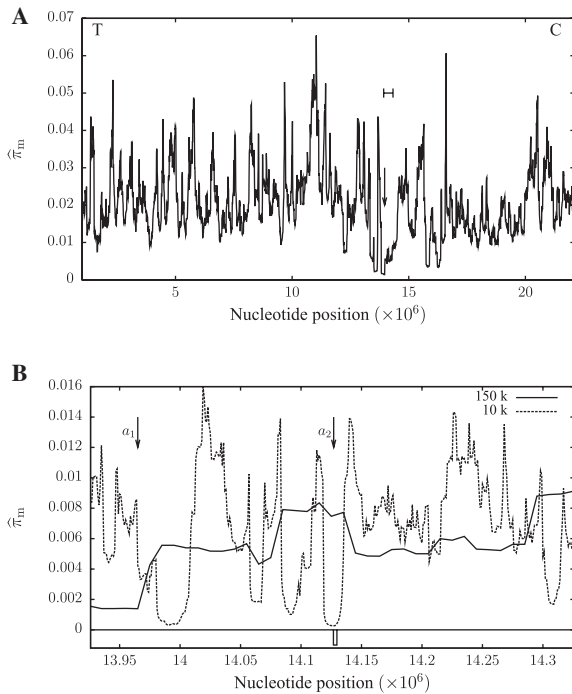 A
T C
0.07
0.06
0.05
0.04
0.03
0.02
0.01
0
π̂m
5 10 15 20
Nucleotide position (×10⁶)
B
0.016
0.014
0.012
0.01
0.008
0.006
0.004
0.002
0
π̂m
150 k
10 k
a₁ a₂
13.95 14 14.05 14.1 14.15 14.2 14.25 14.3
Nucleotide position (×10⁶)